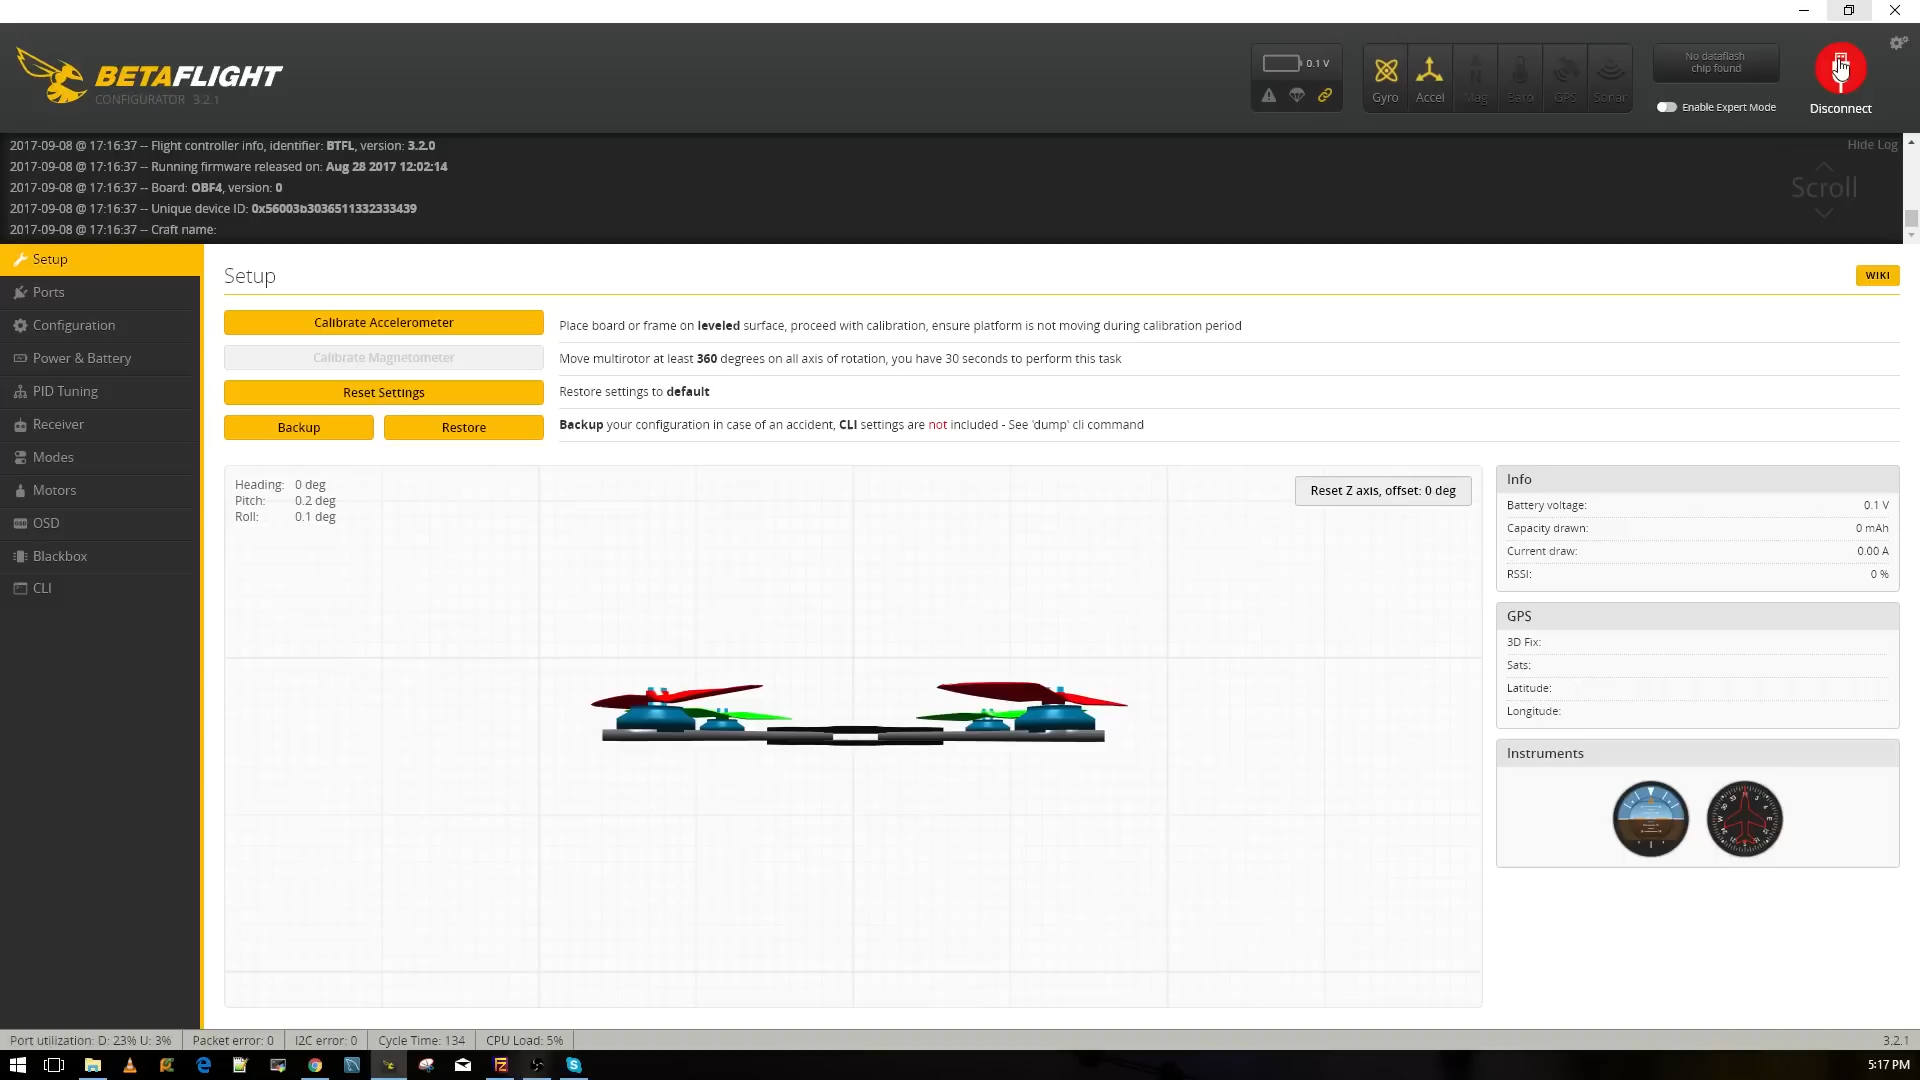 BETAFLIGHT
CONFIGURATOR 3.2.1
0.1 V
Gyro
Accel
Mag
Baro
GPS
Sonar
No dataflash
chip found
Enable Expert Mode
Disconnect
2017-09-08 @ 17:16:37 -- Flight controller info, identifier: BTFL, version: 3.2.0
2017-09-08 @ 17:16:37 -- Running firmware released on: Aug 28 2017 12:02:14
2017-09-08 @ 17:16:37 -- Board: OBF4, version: 0
2017-09-08 @ 17:16:37 -- Unique device ID: 0x56003b3036511332333439
2017-09-08 @ 17:16:37 -- Craft name:
Hide Log
Scroll
Setup
Ports
Configuration
Power & Battery
PID Tuning
Receiver
Modes
Motors
OSD
Blackbox
CLI
Setup
WIKI
Calibrate Accelerometer
Place board or frame on leveled surface, proceed with calibration, ensure platform is not moving during calibration period
Calibrate Magnetometer
Move multirotor at least 360 degrees on all axis of rotation, you have 30 seconds to perform this task
Reset Settings
Restore settings to default
Backup
Restore
Backup your configuration in case of an accident, CLI settings are not included - See 'dump' cli command
Heading: 0 deg
Pitch: 0.2 deg
Roll: 0.1 deg
Reset Z axis, offset: 0 deg
Info
Battery voltage: 0.1 V
Capacity drawn: 0 mAh
Current draw: 0.00 A
RSSI: 0 %
GPS
3D Fix:
Sats:
Latitude:
Longitude:
Instruments
Port utilization: D: 23% U: 3%
Packet error: 0
I2C error: 0
Cycle Time: 134
CPU Load: 5%
3.2.1
5:17 PM